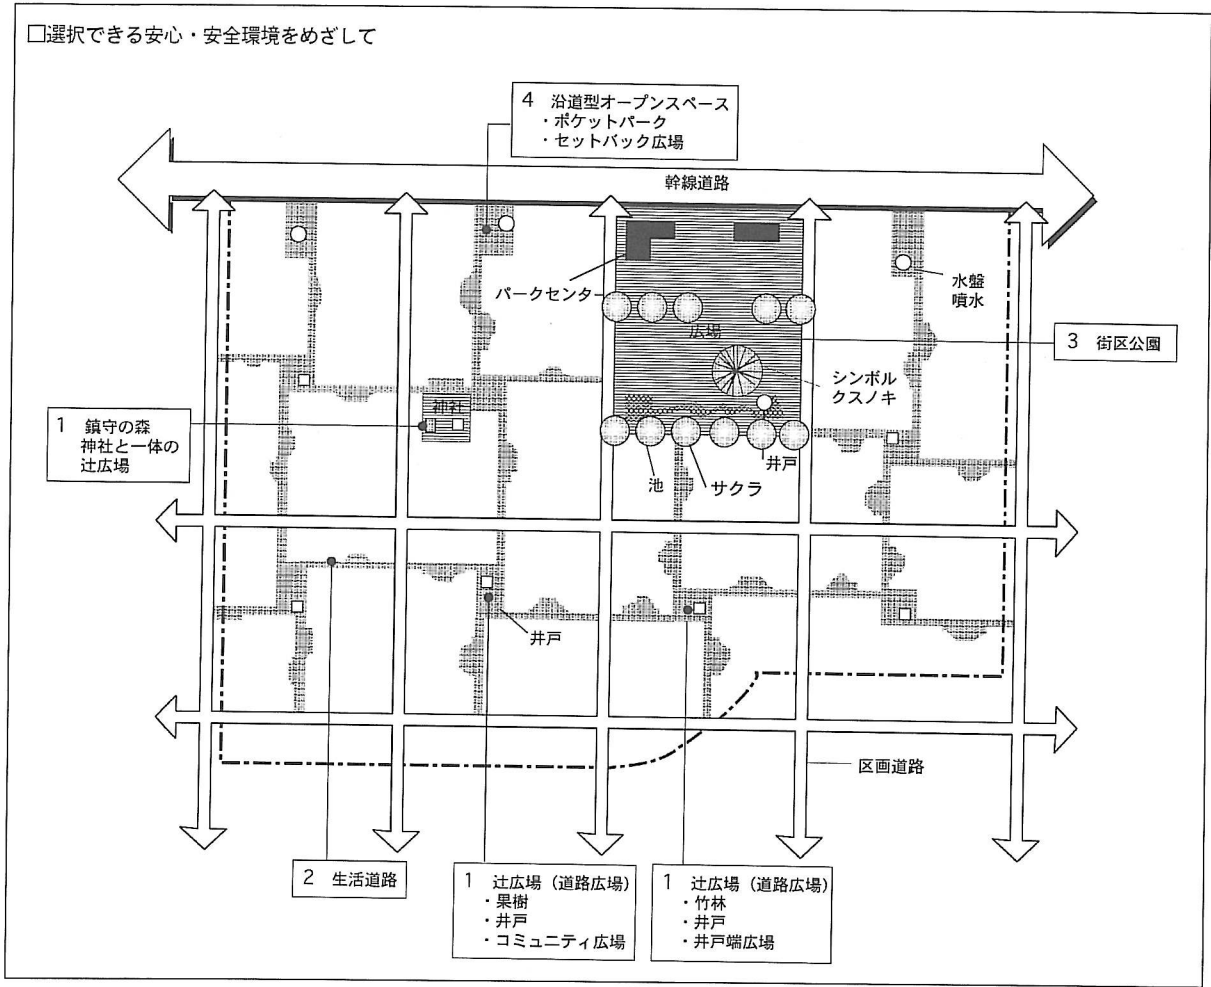 □選択できる安心・安全環境をめざして
4 沿道型オープンスペース
・ポケットパーク
・セットバック広場
幹線道路
パークセンター
水盤
噴水
広場
3 街区公園
シンボル
クスノキ
神社
1 鎮守の森
神社と一体の
辻広場
井戸
池
サクラ
井戸
区画道路
2 生活道路
1 辻広場（道路広場）
・果樹
・井戸
・コミュニティ広場
1 辻広場（道路広場）
・竹林
・井戸
・井戸端広場